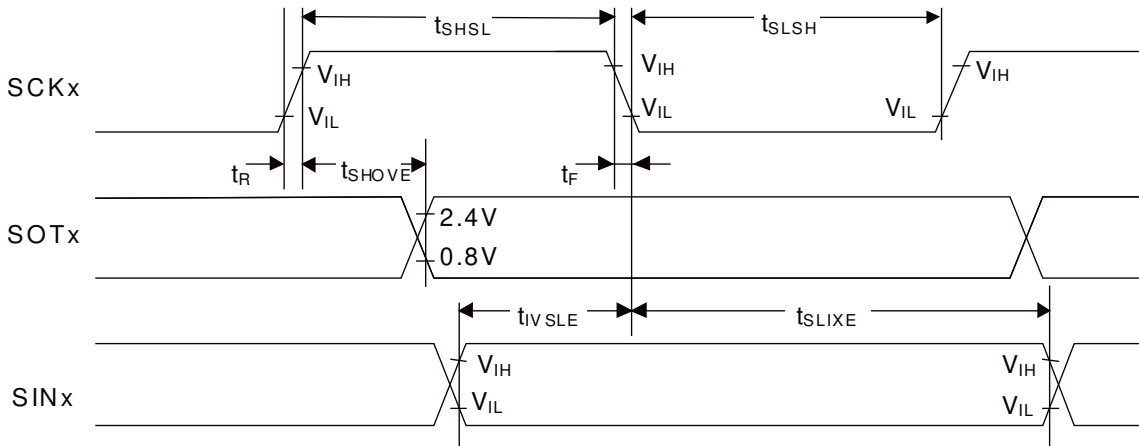 tSHSL tSLSH
SCKx VIH VIH VIH
VIL VIL VIL
tR tSHOVE tF
SOTx 2.4V
0.8V
tIVSLE tSLIXE
SINx VIH VIH
VIL VIL